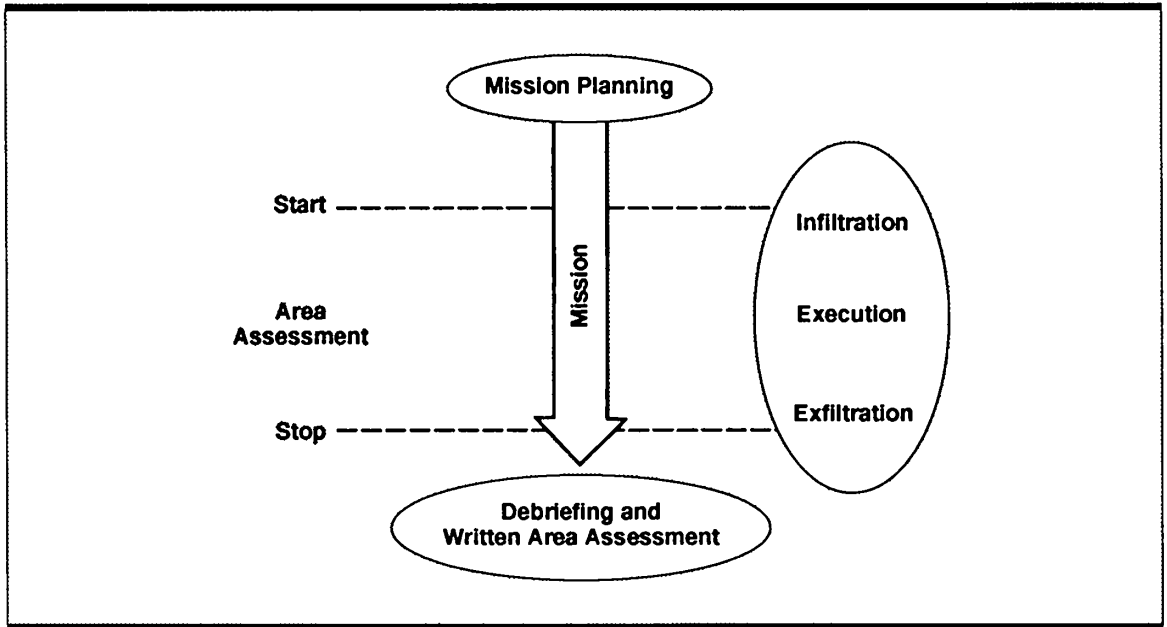 Mission Planning
Start
Infiltration
Mission
Area
Assessment
Execution
Exfiltration
Stop
Debriefing and
Written Area Assessment